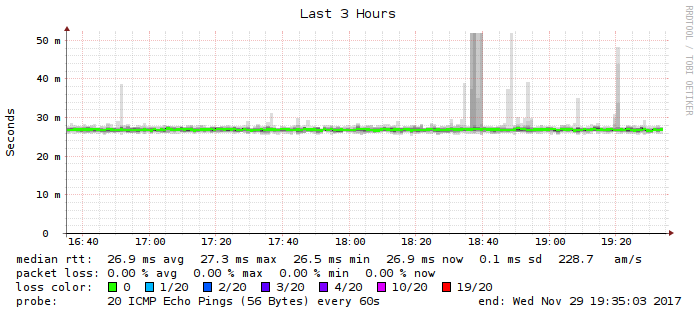 Last 3 Hours
RRDTOOL / TOBI OETIKER
Seconds
50 m
40 m
30 m
20 m
10 m
0
16:40 17:00 17:20 17:40 18:00 18:20 18:40 19:00 19:20
median rtt: 26.9 ms avg 27.3 ms max 26.5 ms min 26.9 ms now 0.1 ms sd 228.7 am/s
packet loss: 0.00 % avg 0.00 % max 0.00 % min 0.00 % now
loss color: 0 1/20 2/20 3/20 4/20 10/20 19/20
probe: 20 ICMP Echo Pings (56 Bytes) every 60s end: Wed Nov 29 19:35:03 2017